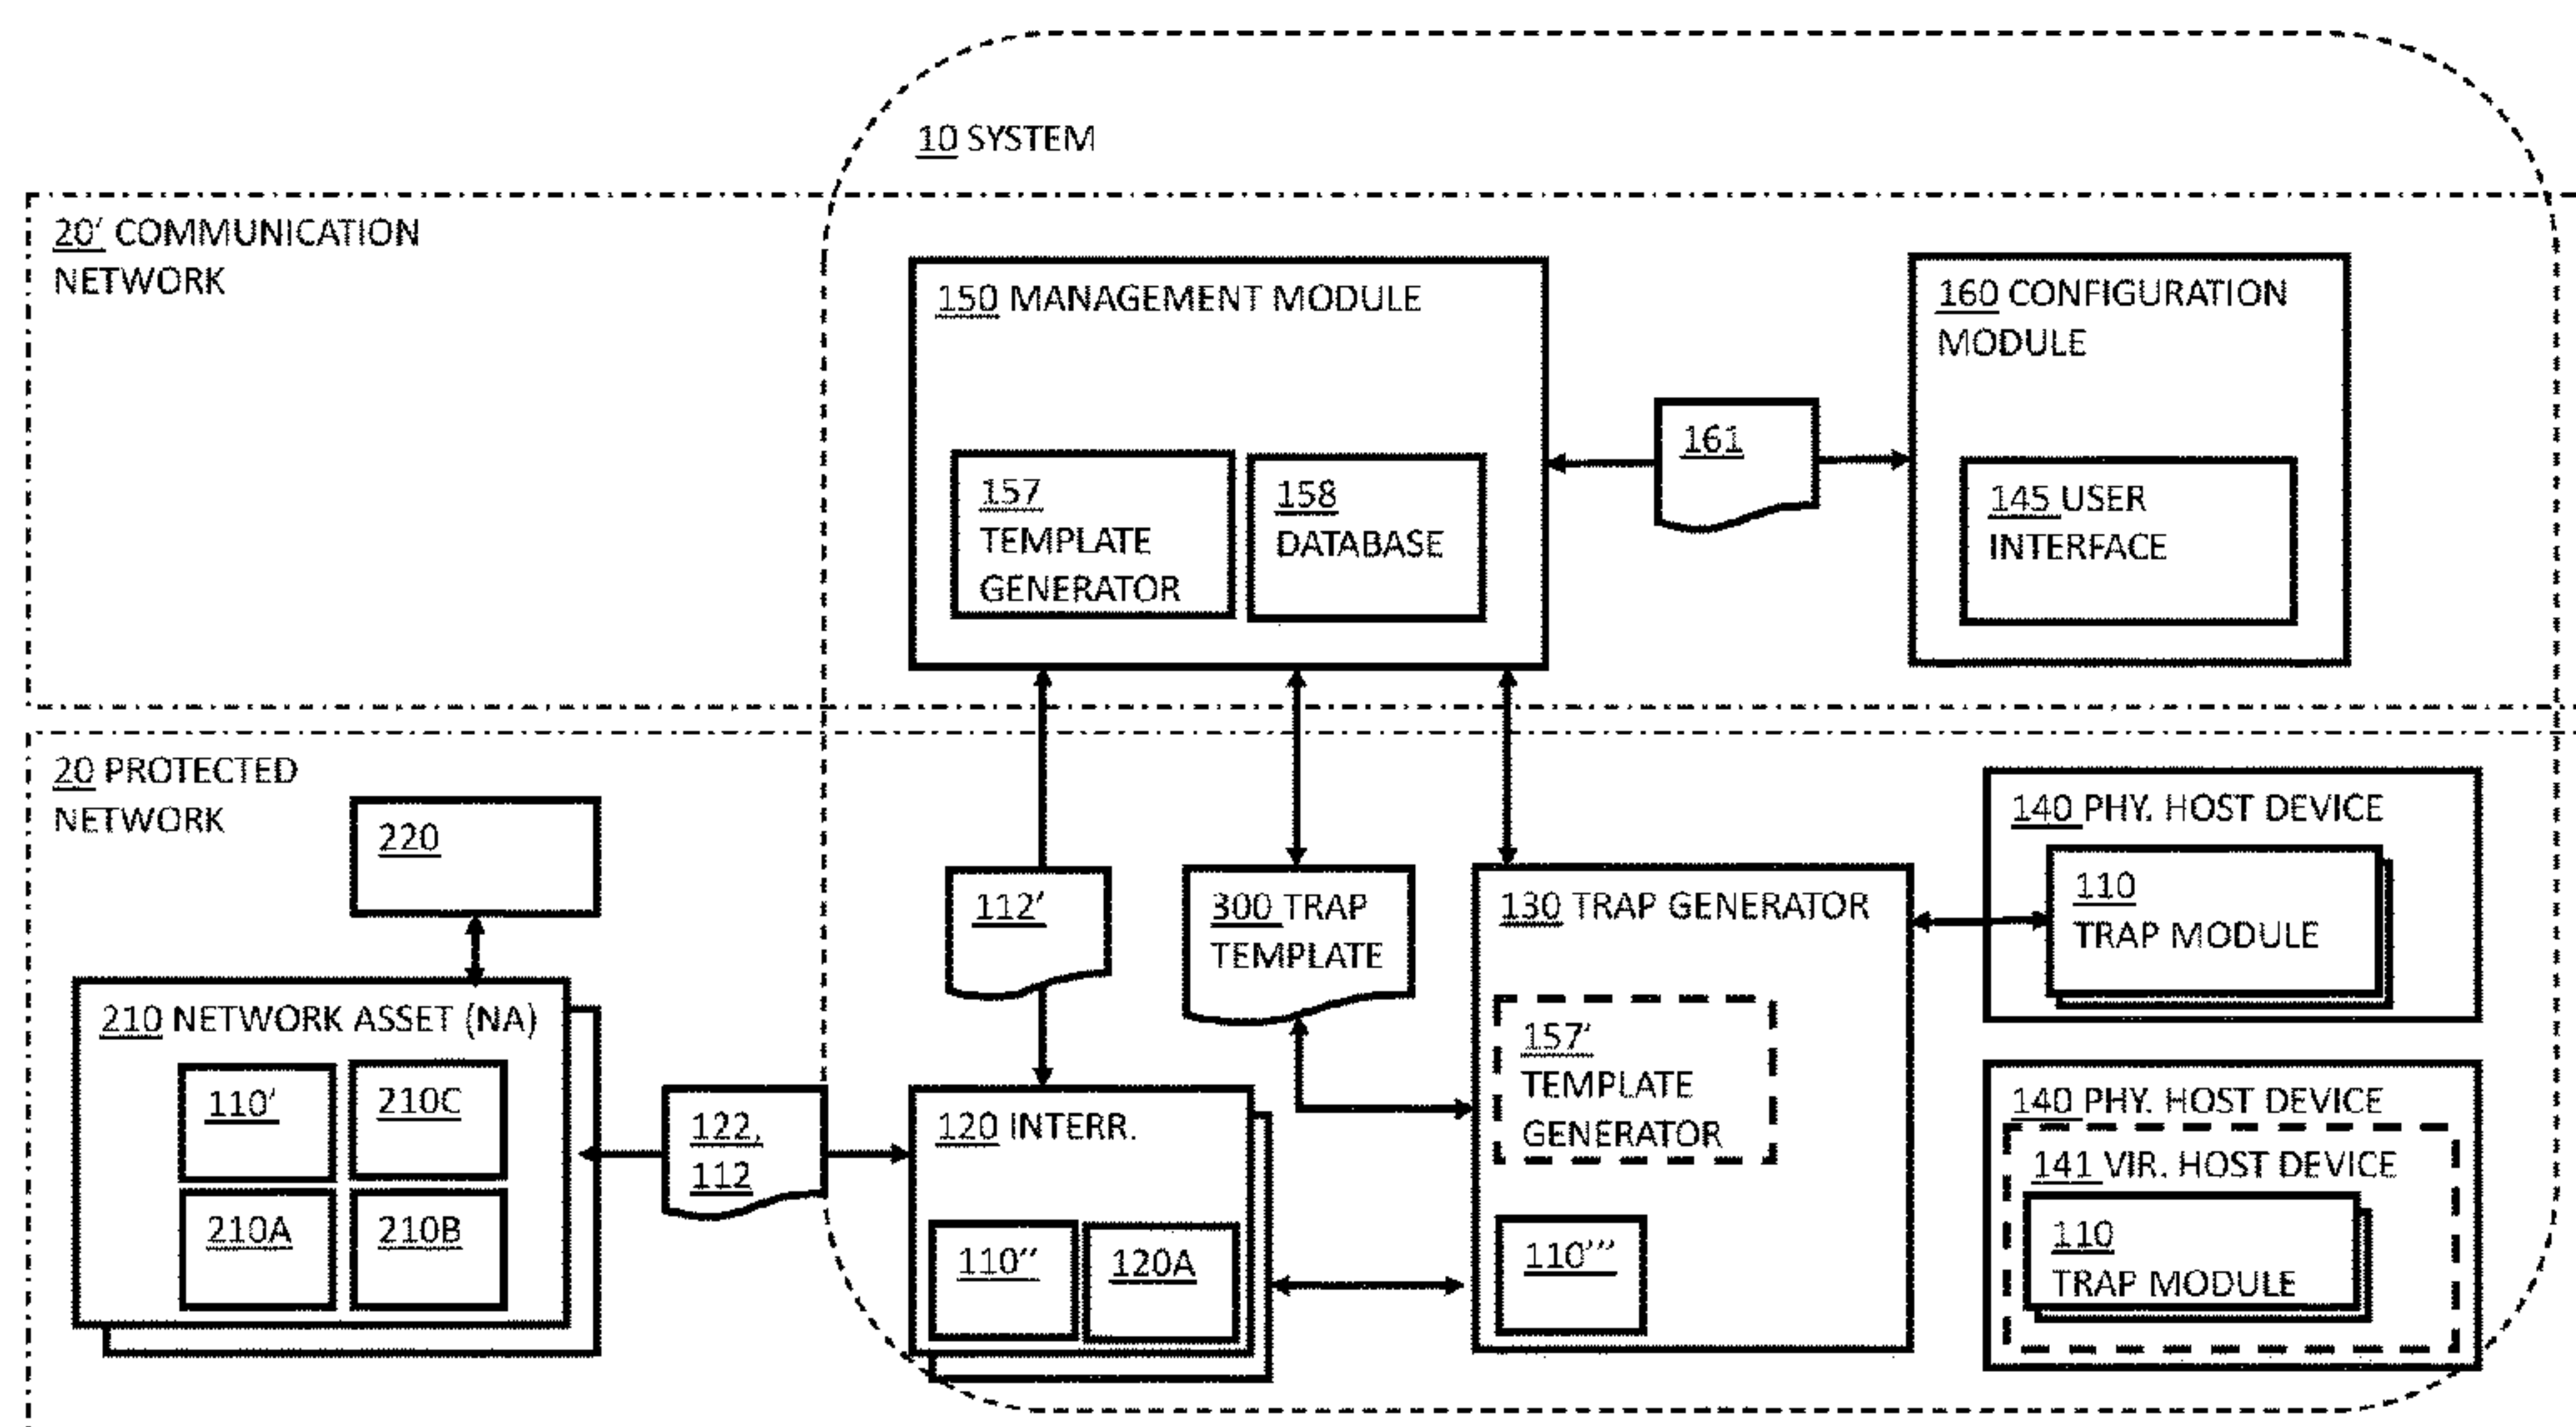 10 SYSTEM
20' COMMUNICATION
NETWORK
150 MANAGEMENT MODULE
157
TEMPLATE
GENERATOR
158
DATABASE
161
160 CONFIGURATION
MODULE
145 USER
INTERFACE
20 PROTECTED
NETWORK
220
210 NETWORK ASSET (NA)
110'
210C
210A
210B
122,
112
112'
120 INTERR.
110''
120A
300 TRAP
TEMPLATE
130 TRAP GENERATOR
157'
TEMPLATE
GENERATOR
110'''
140 PHY. HOST DEVICE
110
TRAP MODULE
140 PHY. HOST DEVICE
141 VIR. HOST DEVICE
110
TRAP MODULE